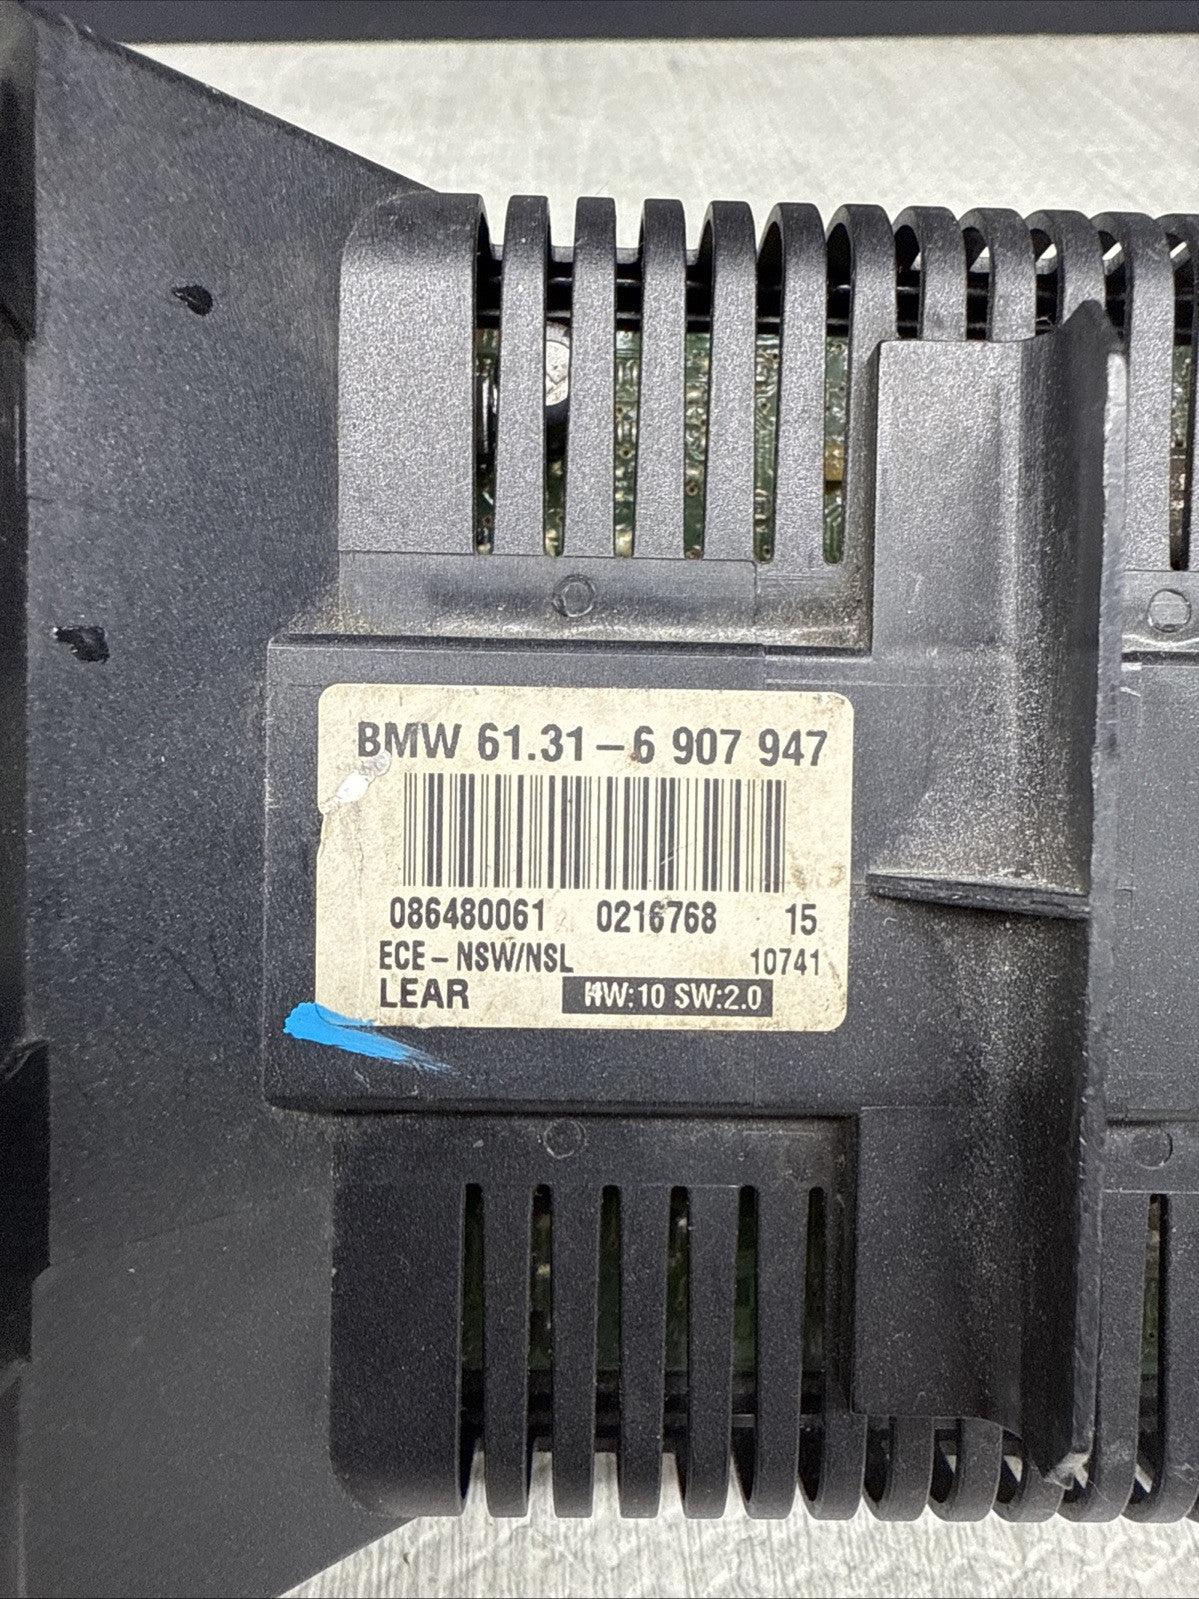 BMW 61.31-6 907 947
086480061 0216768 15
ECE-NSW/NSL 10741
LEAR HW:10 SW:2.0